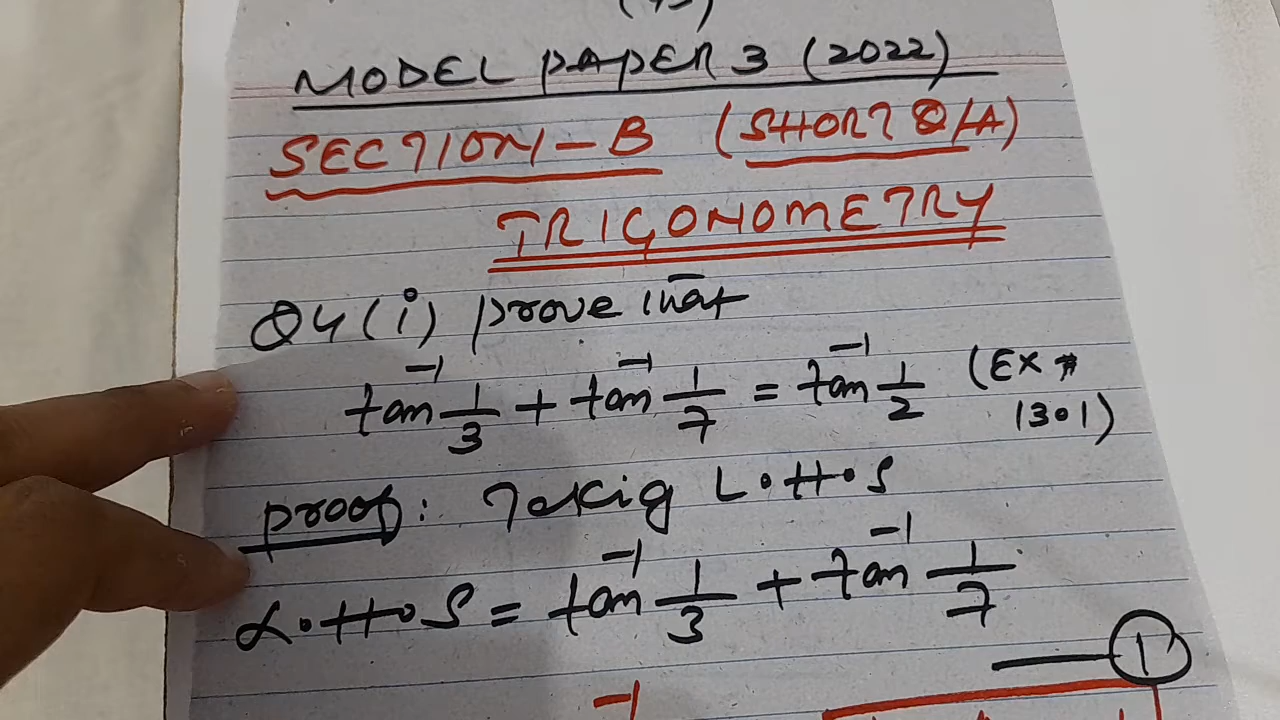 MODEL PAPER 3 (2022)
SECTION-B (SHORT Q/A)
TRIGONOMETRY
Q4(i) prove that
tan⁻¹ 1/3 + tan⁻¹ 1/7 = tan⁻¹ 1/2 (EX #
13.1)
proof: Takig L.H.S
L.H.S = tan⁻¹ 1/3 + tan⁻¹ 1/7
— 1